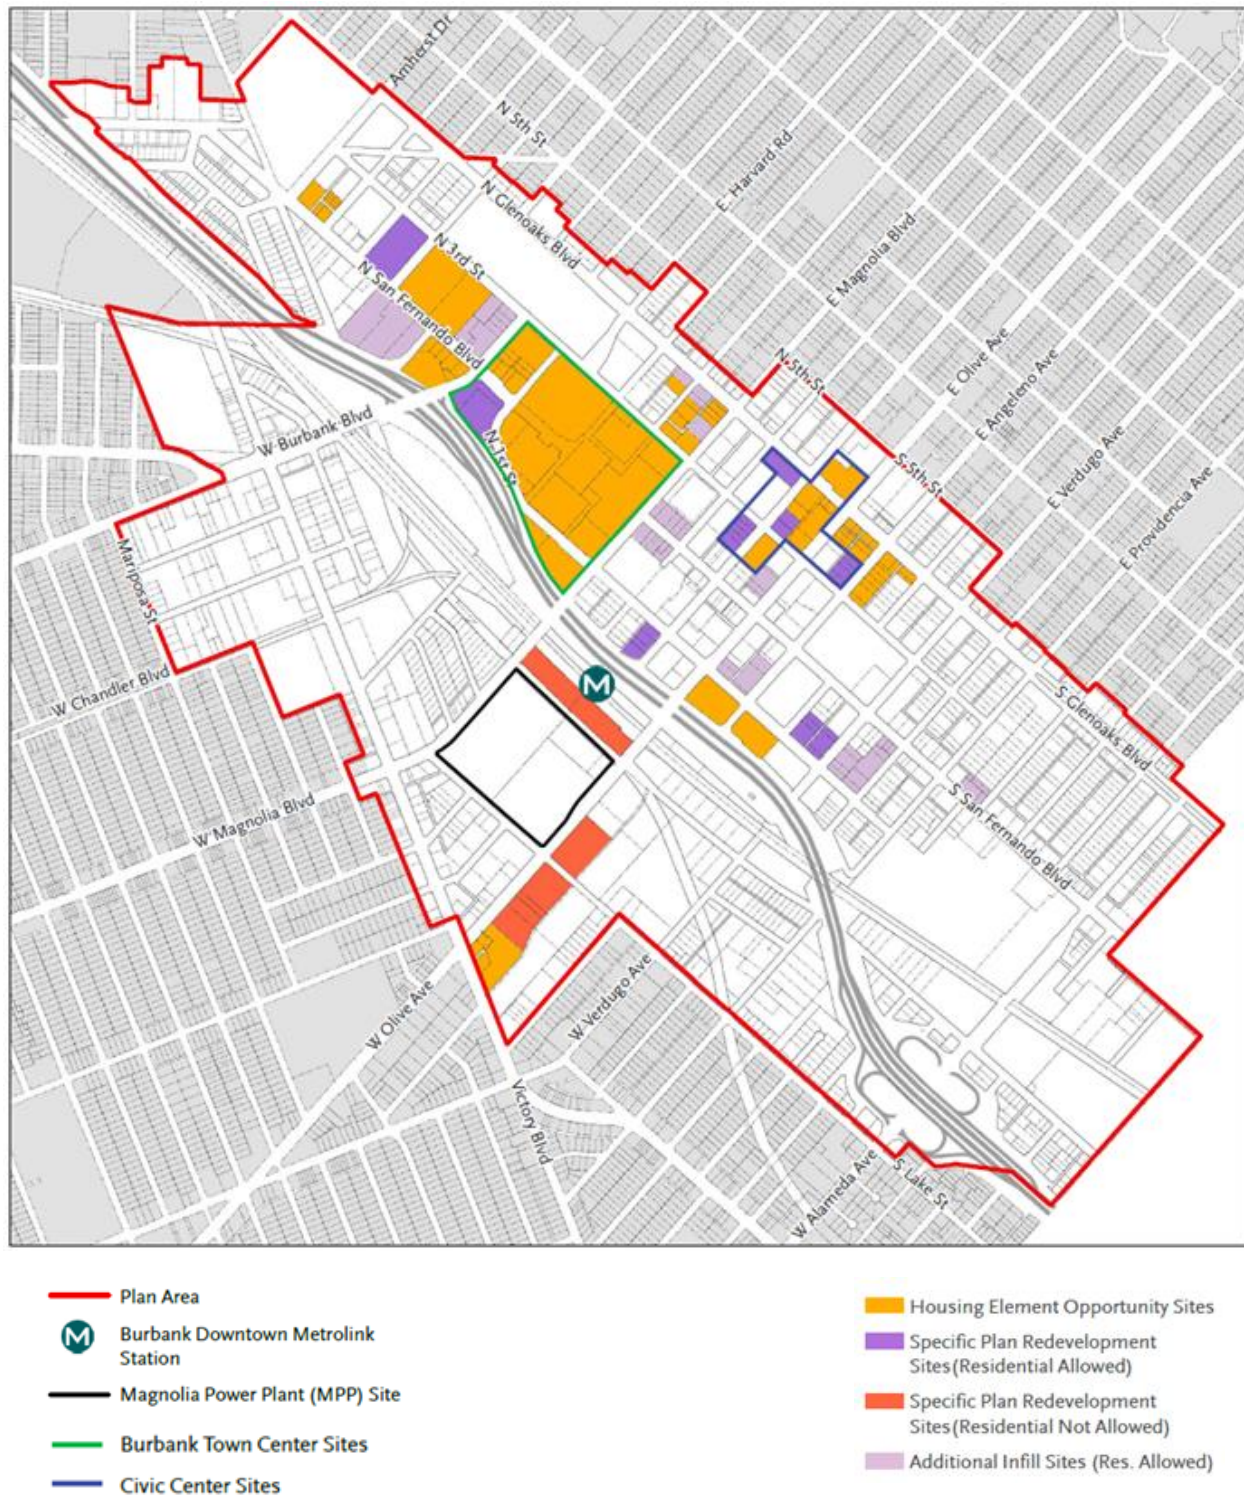 Amherst Dr
N 5th St
E Harvard Rd
N Glenoaks Blvd
E Magnolia Blvd
N 3rd St
N San Fernando Blvd
E Olive Ave
N 5th St
E Angeleno Ave
W Burbank Blvd
N 1st St
S 5th St
E Verdugo Ave
E Providencia Ave
Mariposa St
W Chandler Blvd
M
S Glenoaks Blvd
W Magnolia Blvd
S San Fernando Blvd
W Olive Ave
W Verdugo Ave
Victory Blvd
W Alameda Ave
S Lake St
Plan Area
M
Burbank Downtown Metrolink
Station
Magnolia Power Plant (MPP) Site
Burbank Town Center Sites
Civic Center Sites
Housing Element Opportunity Sites
Specific Plan Redevelopment
Sites(Residential Allowed)
Specific Plan Redevelopment
Sites(Residential Not Allowed)
Additional Infill Sites (Res. Allowed)